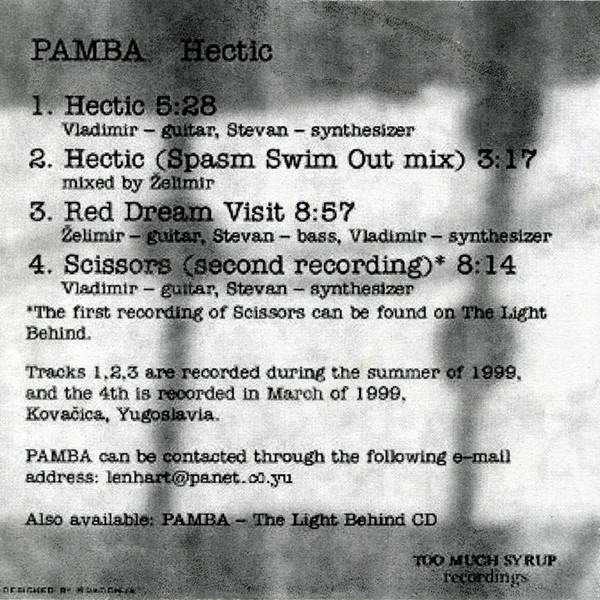 PAMBA Hectic
1. Hectic 5:28
Vladimir – guitar, Stevan – synthesizer
2. Hectic (Spasm Swim Out mix) 3:17
mixed by Želimir
3. Red Dream Visit 8:57
Želimir – guitar, Stevan – bass, Vladimir – synthesizer
4. Scissors (second recording)* 8:14
Vladimir – guitar, Stevan – synthesizer
*The first recording of Scissors can be found on The Light
Behind.
Tracks 1,2,3 are recorded during the summer of 1999,
and the 4th is recorded in March of 1999,
Kovačica, Yugoslavia.
PAMBA can be contacted through the following e-mail
address: lenhart@panet.co.yu
Also available: PAMBA – The Light Behind CD
TOO MUCH SYRUP
recordings
DESIGNED BY